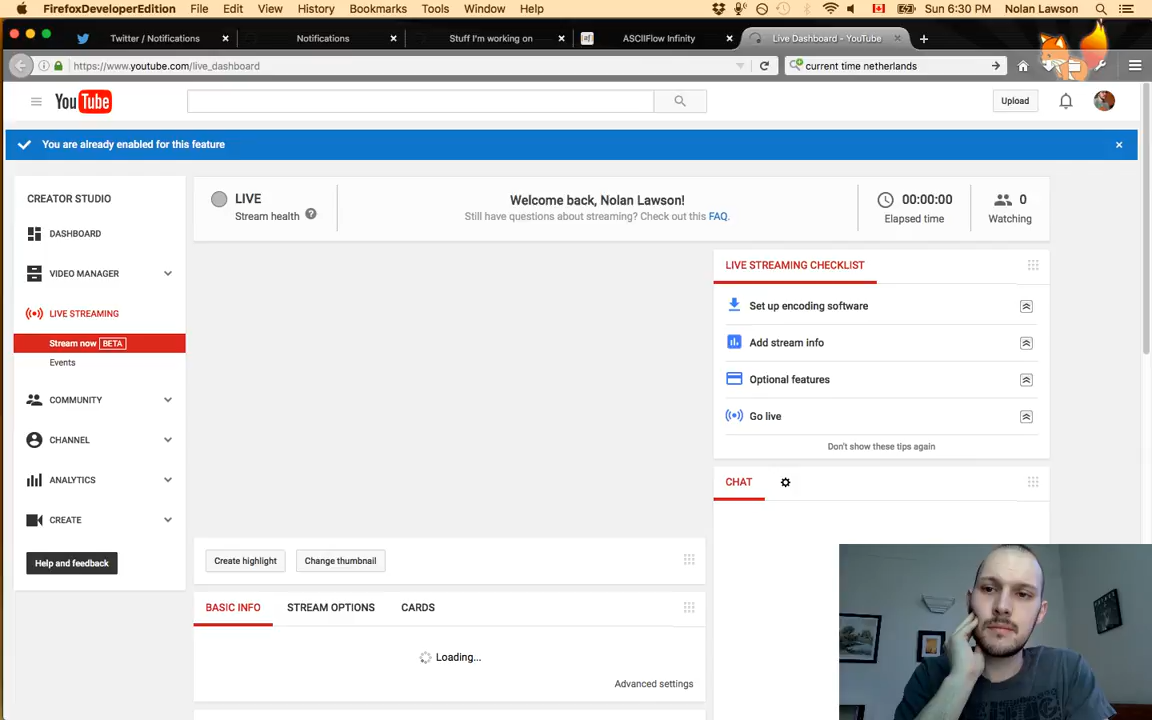 FirefoxDeveloperEdition File Edit View History Bookmarks Tools Window Help Sun 6:30 PM Nolan Lawson
Twitter / Notifications × Notifications × Stuff I'm working on × ASCIIFlow Infinity × Live Dashboard - YouTube ×
https://www.youtube.com/live_dashboard current time netherlands
YouTube Upload
You are already enabled for this feature ×
CREATOR STUDIO
DASHBOARD
VIDEO MANAGER
LIVE STREAMING
Stream now BETA
Events
COMMUNITY
CHANNEL
ANALYTICS
CREATE
Help and feedback
LIVE
Stream health ?
Welcome back, Nolan Lawson!
Still have questions about streaming? Check out this FAQ.
00:00:00
Elapsed time
0
Watching
LIVE STREAMING CHECKLIST
Set up encoding software
Add stream info
Optional features
Go live
Don't show these tips again
CHAT
Create highlight Change thumbnail
BASIC INFO STREAM OPTIONS CARDS
Loading...
Advanced settings